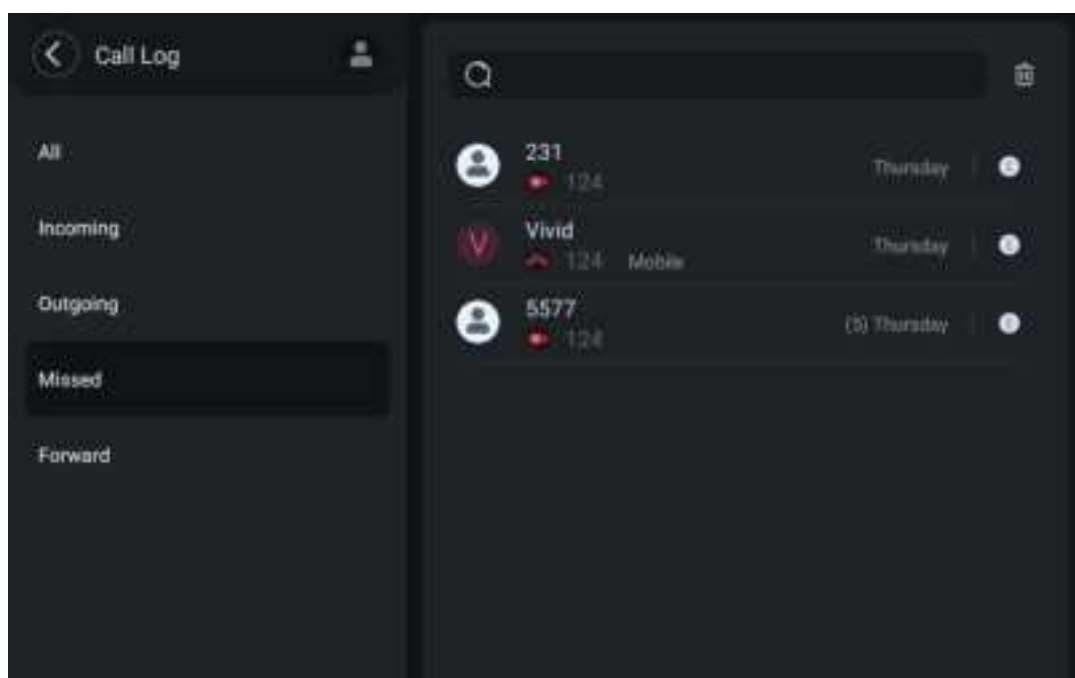 Call Log
All
Incoming
Outgoing
Missed
Forward
231
124
Thursday
V
Vivid
124 Mobile
Thursday
5577
124
(5) Thursday